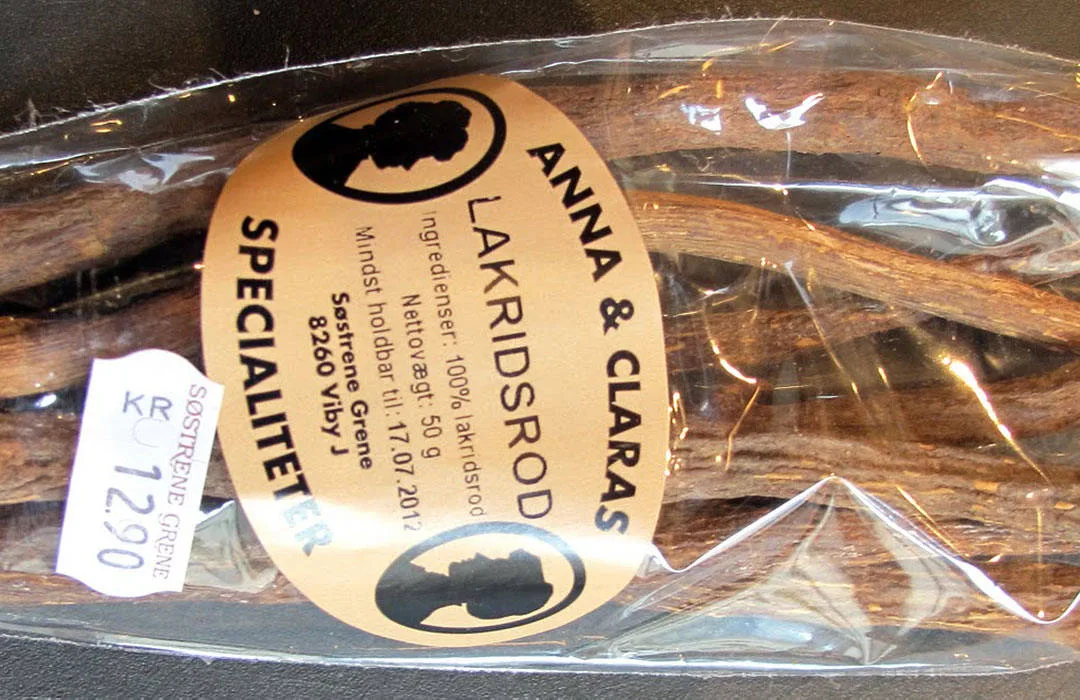 ANNA & CLARAS
LAKRIDSROD
Ingredienser: 100% lakridsrod
Nettovægt: 50 g
Mindst holdbar til: 17.07.2012
Søstrene Grene
8260 Viby J
SPECIALITETER
SØSTRENE GRENE
KR
12.90